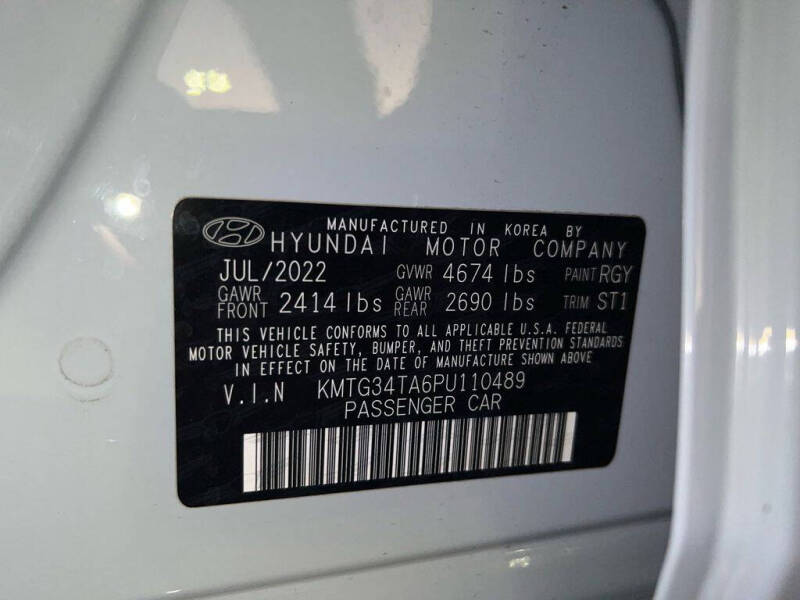 MANUFACTURED IN KOREA BY
HYUNDAI MOTOR COMPANY
JUL/2022 GVWR 4674 lbs PAINT RGY
GAWR FRONT 2414 lbs GAWR REAR 2690 lbs TRIM ST1
THIS VEHICLE CONFORMS TO ALL APPLICABLE U.S.A. FEDERAL
MOTOR VEHICLE SAFETY, BUMPER, AND THEFT PREVENTION STANDARDS
IN EFFECT ON THE DATE OF MANUFACTURE SHOWN ABOVE
V.I.N KMTG34TA6PU110489
PASSENGER CAR